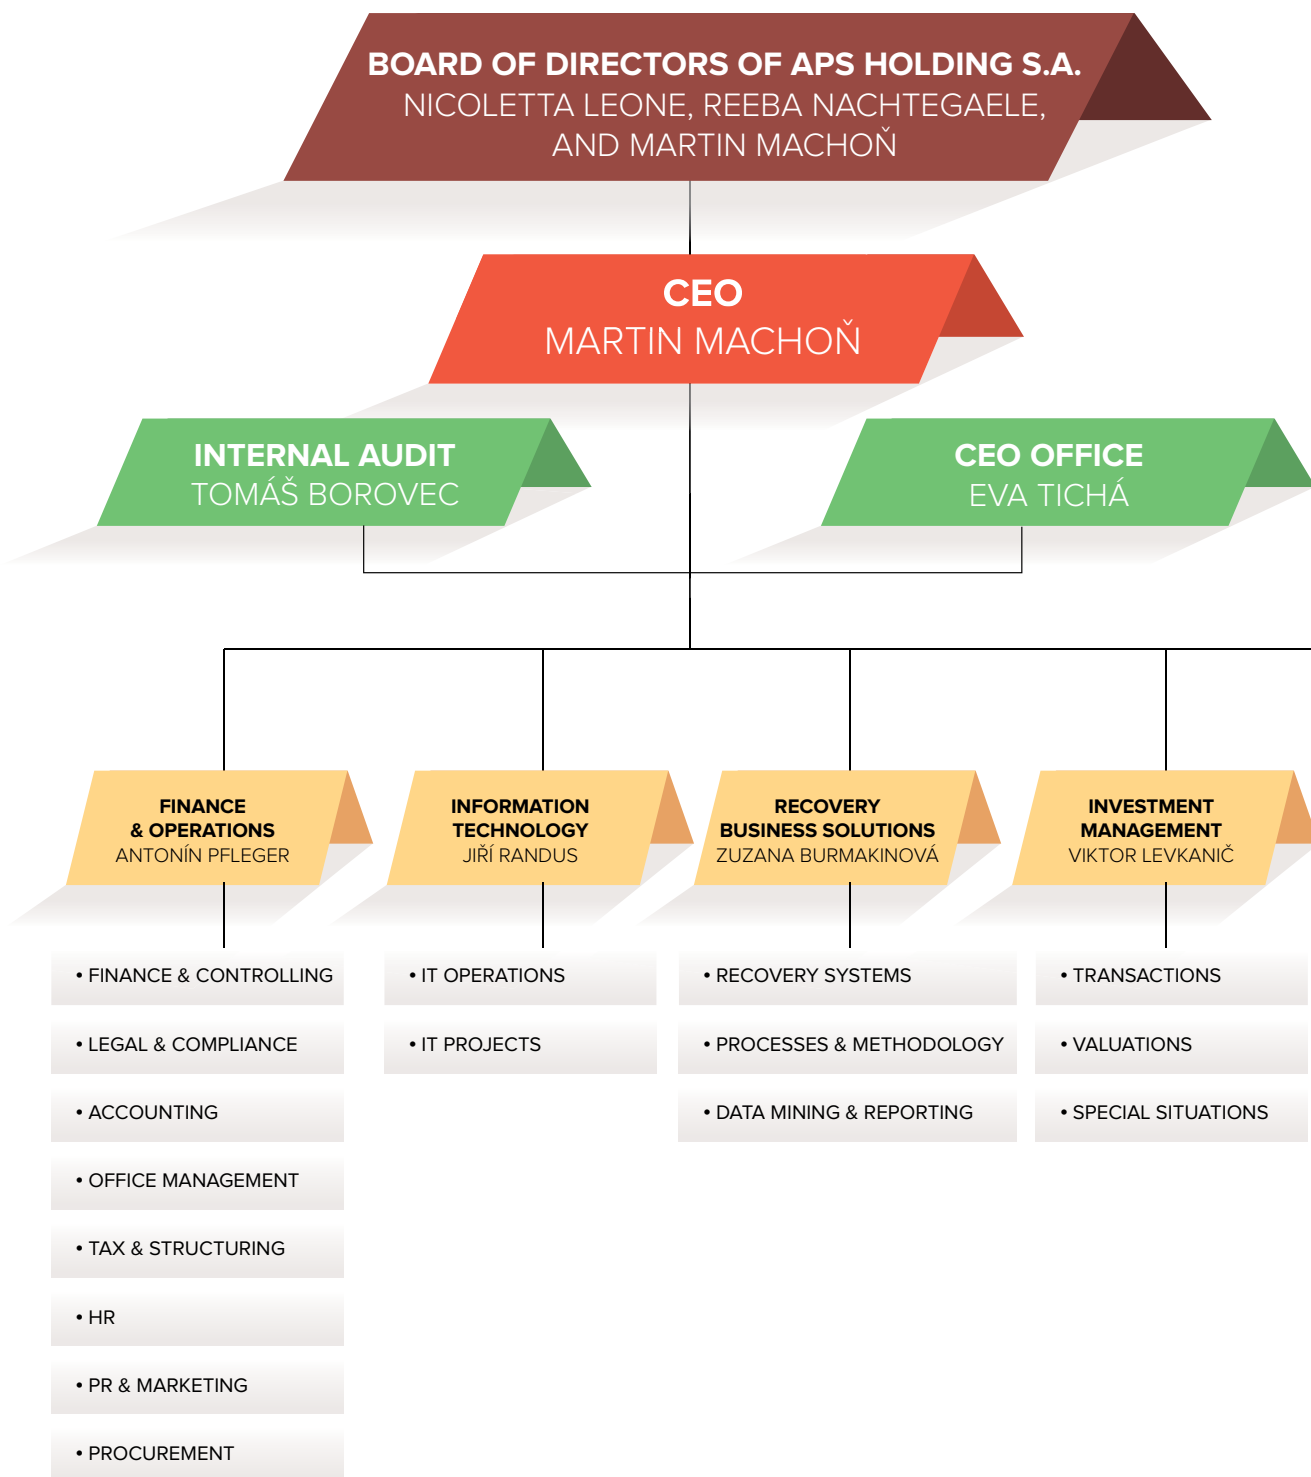 BOARD OF DIRECTORS OF APS HOLDING S.A.
NICOLETTA LEONE, REEBA NACHTEGAELE,
AND MARTIN MACHOŇ
CEO
MARTIN MACHOŇ
INTERNAL AUDIT
TOMÁŠ BOROVEC
CEO OFFICE
EVA TICHÁ
FINANCE
& OPERATIONS
ANTONÍN PFLEGER
• FINANCE & CONTROLLING
• LEGAL & COMPLIANCE
• ACCOUNTING
• OFFICE MANAGEMENT
• TAX & STRUCTURING
• HR
• PR & MARKETING
• PROCUREMENT
INFORMATION
TECHNOLOGY
JIŘÍ RANDUS
• IT OPERATIONS
• IT PROJECTS
RECOVERY
BUSINESS SOLUTIONS
ZUZANA BURMAKINOVÁ
• RECOVERY SYSTEMS
• PROCESSES & METHODOLOGY
• DATA MINING & REPORTING
INVESTMENT
MANAGEMENT
VIKTOR LEVKANIČ
• TRANSACTIONS
• VALUATIONS
• SPECIAL SITUATIONS